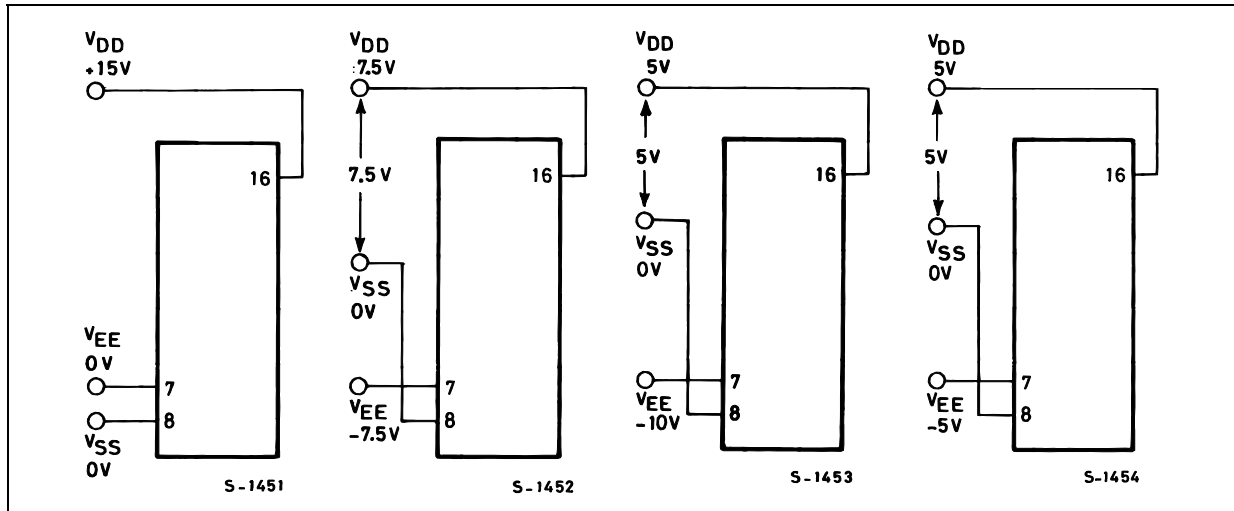 VDD
+15V
16
VEE
0V
7
8
VSS
0V
S-1451
VDD
:7.5V
7.5V
16
VSS
0V
VEE
-7.5V
7
8
S-1452
VDD
5V
5V
16
VSS
0V
VEE
-10V
7
8
S-1453
VDD
5V
5V
16
VSS
0V
VEE
-5V
7
8
S-1454